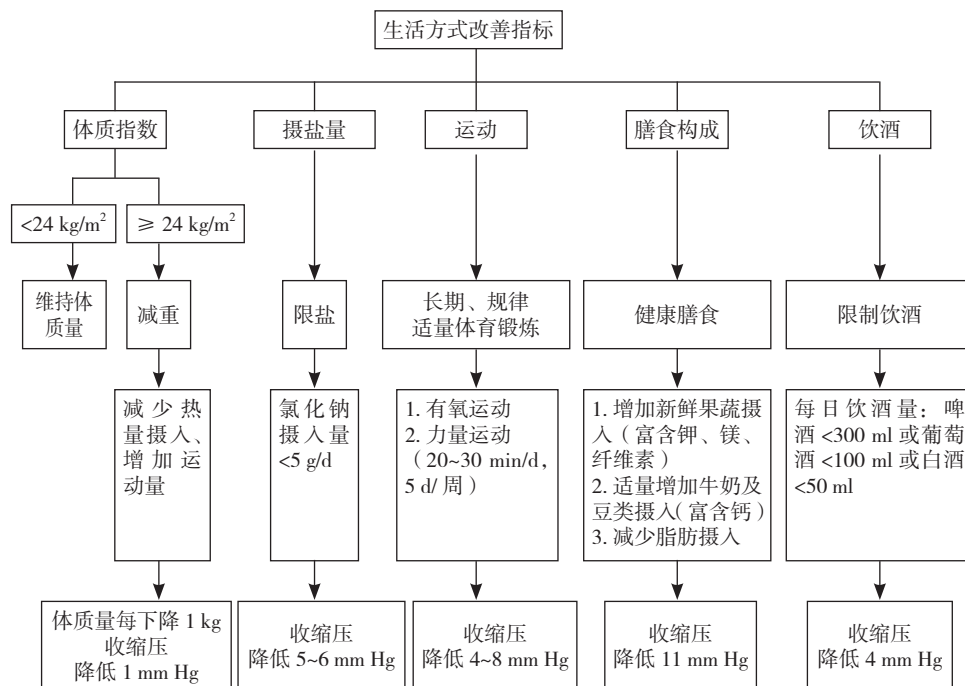 生活方式改善指标
体质指数
摄盐量
运动
膳食构成
饮酒
<24 kg/m²
≥ 24 kg/m²
维持体
质量
减重
限盐
长期、规律
适量体育锻炼
健康膳食
限制饮酒
减少热
量摄入、
增加运
动量
氯化钠
摄入量
<5 g/d
1. 有氧运动
2. 力量运动
（20~30 min/d，
5 d/ 周）
1. 增加新鲜果蔬摄
入（富含钾、镁、
纤维素）
2. 适量增加牛奶及
豆类摄入（富含钙）
3. 减少脂肪摄入
每日饮酒量：啤
酒 <300 ml 或葡萄
酒 <100 ml 或白酒
<50 ml
体质量每下降 1 kg
收缩压
降低 1 mm Hg
收缩压
降低 5~6 mm Hg
收缩压
降低 4~8 mm Hg
收缩压
降低 11 mm Hg
收缩压
降低 4 mm Hg